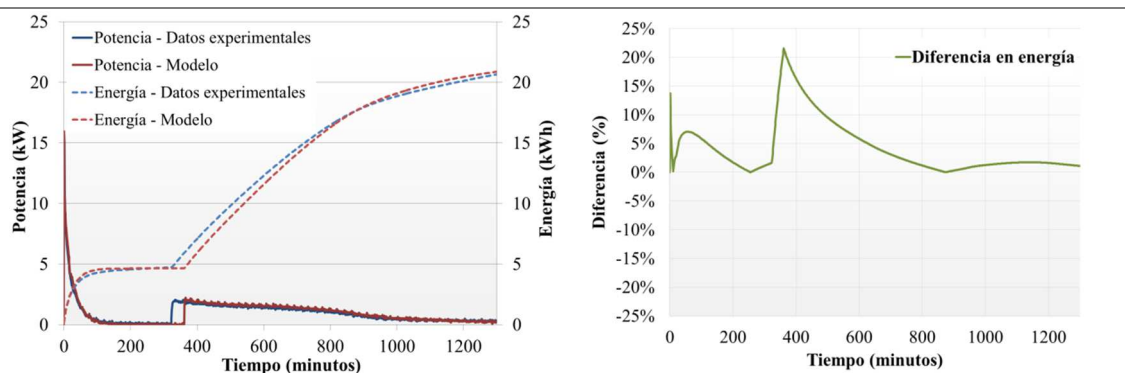 25
20
15
10
5
0
Potencia (kW)
Potencia - Datos experimentales
Potencia - Modelo
Energía - Datos experimentales
Energía - Modelo
25
20
15
10
5
0
Energía (kWh)
0 200 400 600 800 1000 1200
Tiempo (minutos)
25%
20%
15%
10%
5%
0%
-5%
-10%
-15%
-20%
-25%
Diferencia (%)
Diferencia en energía
0 200 400 600 800 1000 1200
Tiempo (minutos)